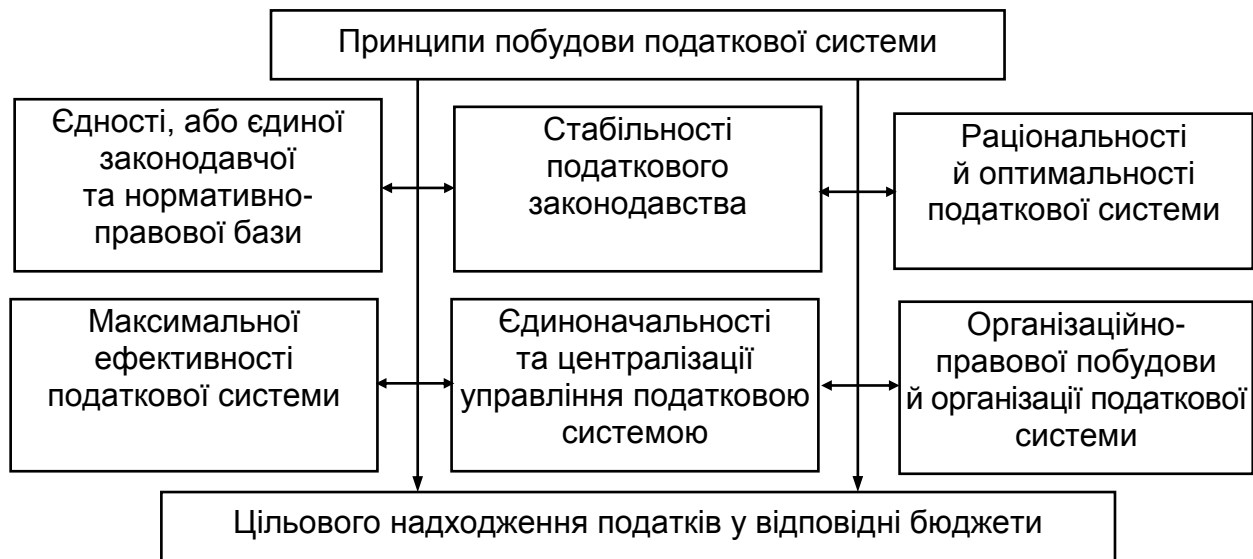 Принципи побудови податкової системи
Єдності, або єдиної
законодавчої
та нормативно-
правової бази
Стабільності
податкового
законодавства
Раціональності
й оптимальності
податкової системи
Максимальної
ефективності
податкової системи
Єдиноначальності
та централізації
управління податковою
системою
Організаційно-
правової побудови
й організації податкової
системи
Цільового надходження податків у відповідні бюджети